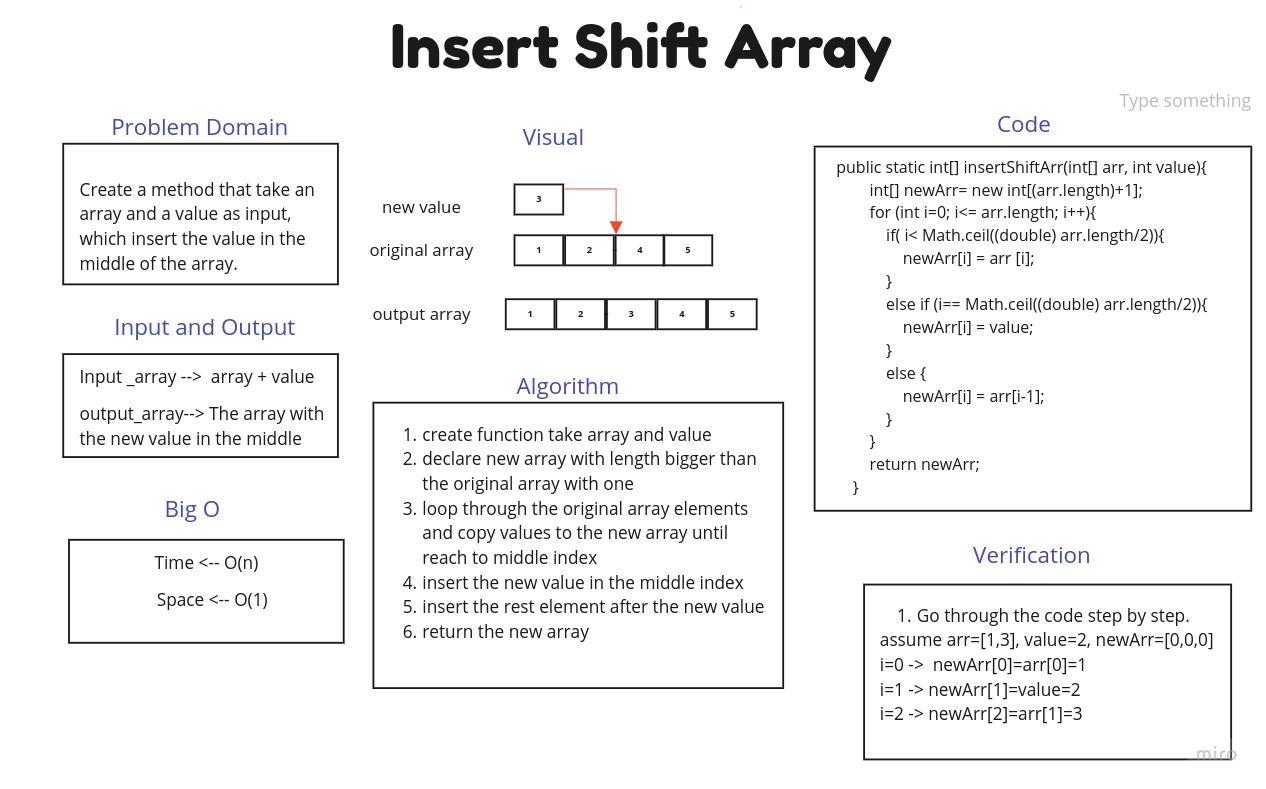 Insert Shift Array
Type something
Problem Domain
Create a method that take an
array and a value as input,
which insert the value in the
middle of the array.
Input and Output
Input _array --> array + value
output_array--> The array with
the new value in the middle
Big O
Time <-- O(n)
Space <-- O(1)
Visual
new value
3
original array
1 2 4 5
output array
1 2 3 4 5
Algorithm
1. create function take array and value
2. declare new array with length bigger than
the original array with one
3. loop through the original array elements
and copy values to the new array until
reach to middle index
4. insert the new value in the middle index
5. insert the rest element after the new value
6. return the new array
Code
public static int[] insertShiftArr(int[] arr, int value){
int[] newArr= new int[(arr.length)+1];
for (int i=0; i<= arr.length; i++){
if( i< Math.ceil((double) arr.length/2)){
newArr[i] = arr [i];
}
else if (i== Math.ceil((double) arr.length/2)){
newArr[i] = value;
}
else {
newArr[i] = arr[i-1];
}
}
return newArr;
}
Verification
1. Go through the code step by step.
assume arr=[1,3], value=2, newArr=[0,0,0]
i=0 -> newArr[0]=arr[0]=1
i=1 -> newArr[1]=value=2
i=2 -> newArr[2]=arr[1]=3
miro